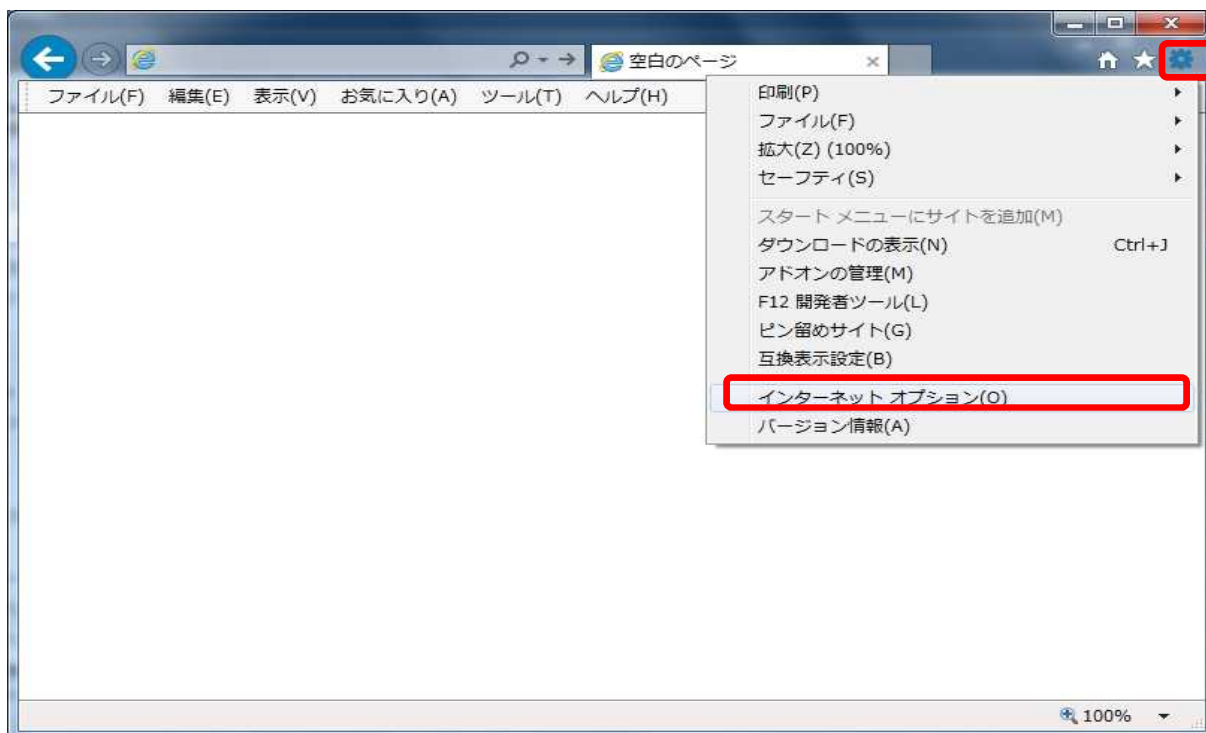 空白のページ
ファイル(F) 編集(E) 表示(V) お気に入り(A) ツール(T) ヘルプ(H)
印刷(P)
ファイル(F)
拡大(Z) (100%)
セーフティ(S)
スタート メニューにサイトを追加(M)
ダウンロードの表示(N) Ctrl+J
アドオンの管理(M)
F12 開発者ツール(L)
ピン留めサイト(G)
互換表示設定(B)
インターネット オプション(O)
バージョン情報(A)
100%